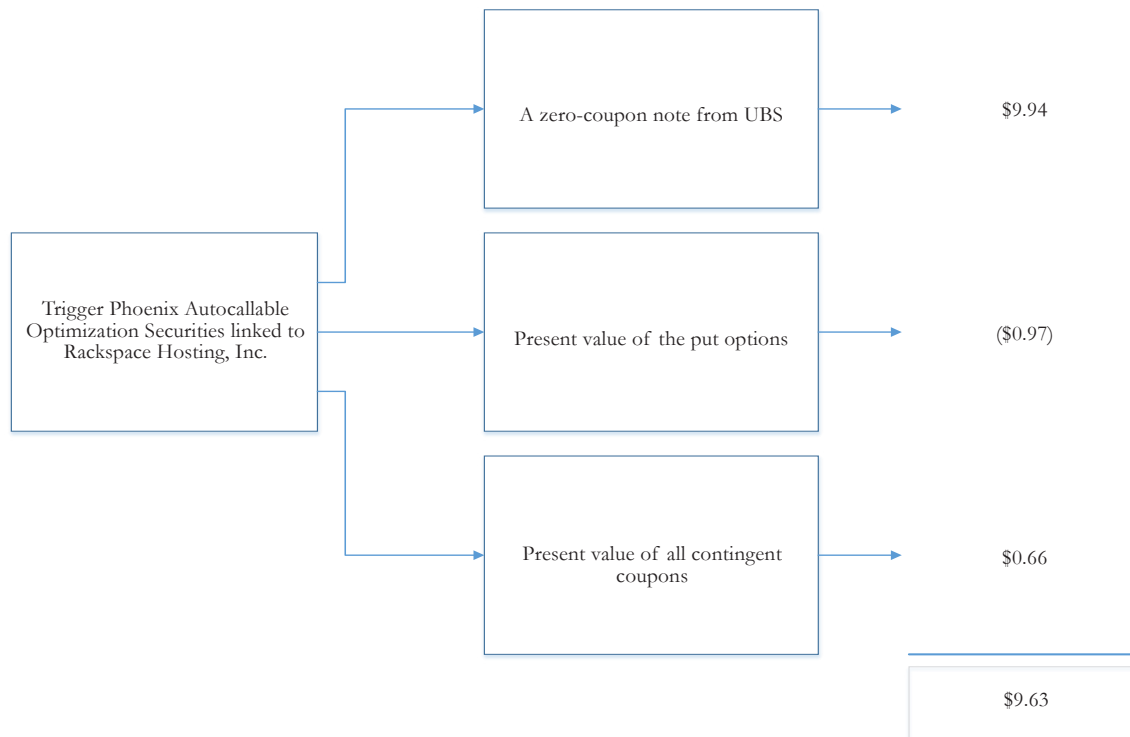 A zero-coupon note from UBS
$9.94
Trigger Phoenix Autocallable
Optimization Securities linked to
Rackspace Hosting, Inc.
Present value of the put options
($0.97)
Present value of all contingent
coupons
$0.66
$9.63